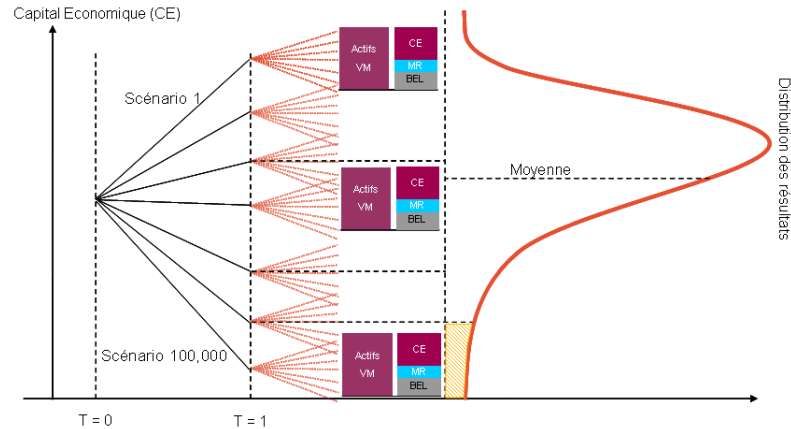 Capital Economique (CE)
Scénario 1
Actifs
VM
CE
MR
BEL
Moyenne
Actifs
VM
CE
MR
BEL
Distribution des résultats
Scénario 100,000
Actifs
VM
CE
MR
BEL
T = 0
T = 1